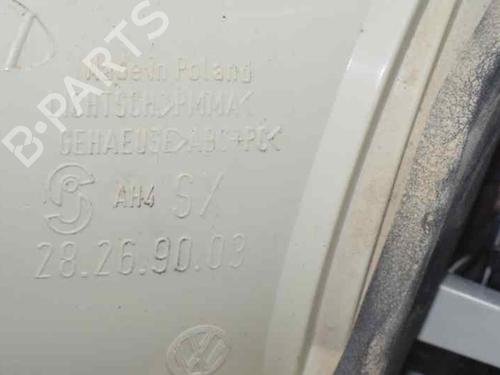 B-PARTS
Made in Poland
LICHTSCH>PMMA<
GEHAEUSE>ABS+PC<
AH4 SX
28.26.90.03